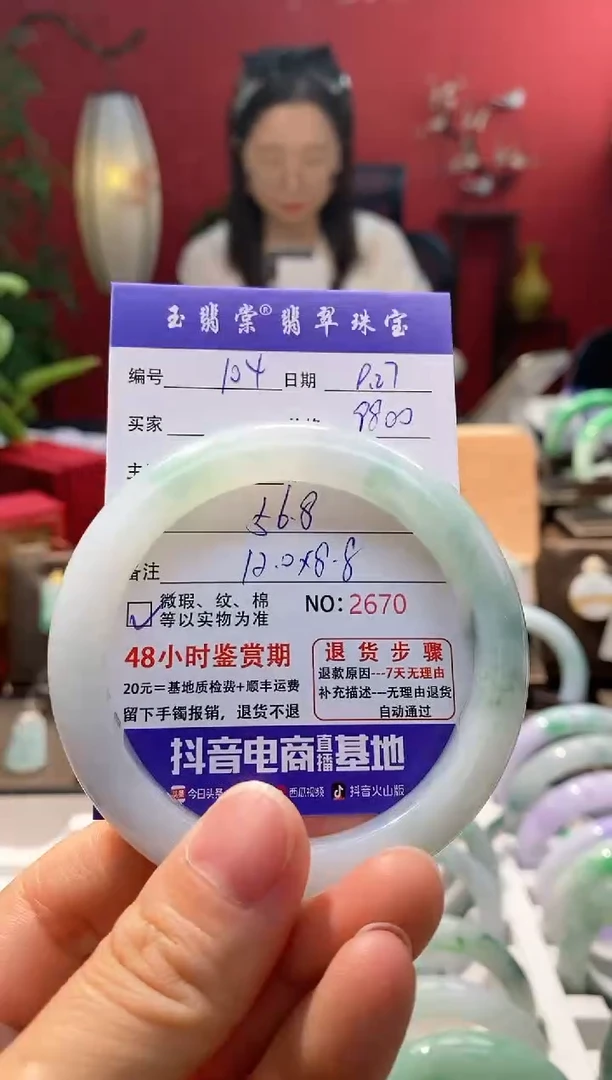 玉翡棠®翡翠珠宝
编号 104 日期 9.27
买家 9800
主
56.8
备注 12.0×8.8
微瑕、纹、棉 NO: 2670
等以实物为准
48小时鉴赏期
20元=基地质检费+顺丰运费
留下手镯报销，退货不退
退货步骤
退款原因---7天无理由
补充描述---无理由退货
自动通过
抖音电商直播基地
今日头条 西瓜视频 抖音火山版